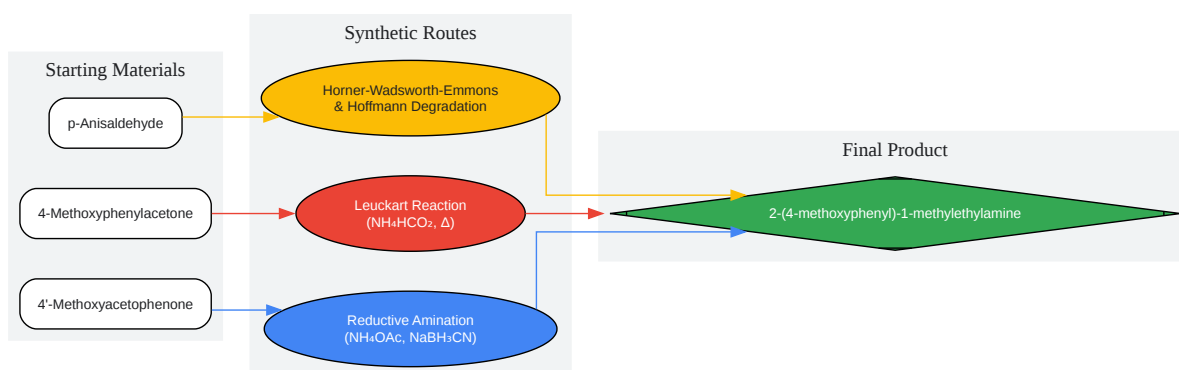 Starting Materials
p-Anisaldehyde
4-Methoxyphenylacetone
4'-Methoxyacetophenone
Synthetic Routes
Horner-Wadsworth-Emmons
& Hoffmann Degradation
Leuckart Reaction
(NH₄HCO₂, Δ)
Reductive Amination
(NH₄OAc, NaBH₃CN)
Final Product
2-(4-methoxyphenyl)-1-methylethylamine